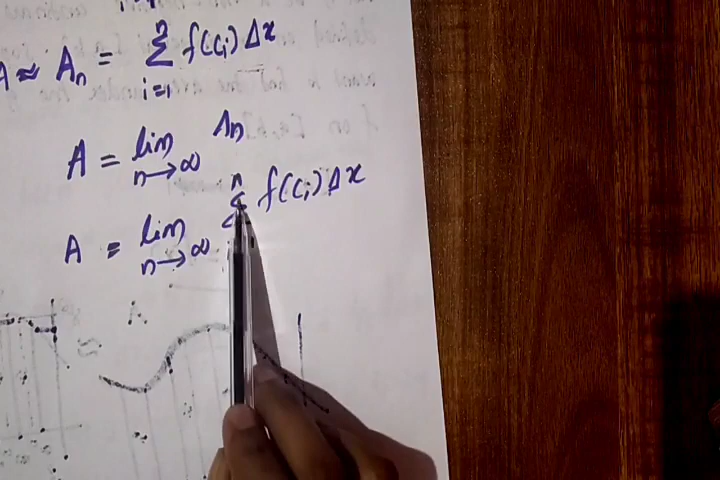 A ≈ Aₙ = n Σ i=1 f(cᵢ) Δx
A = lim n→∞ Aₙ
A = lim n→∞ n Σ f(cᵢ) Δx
≈